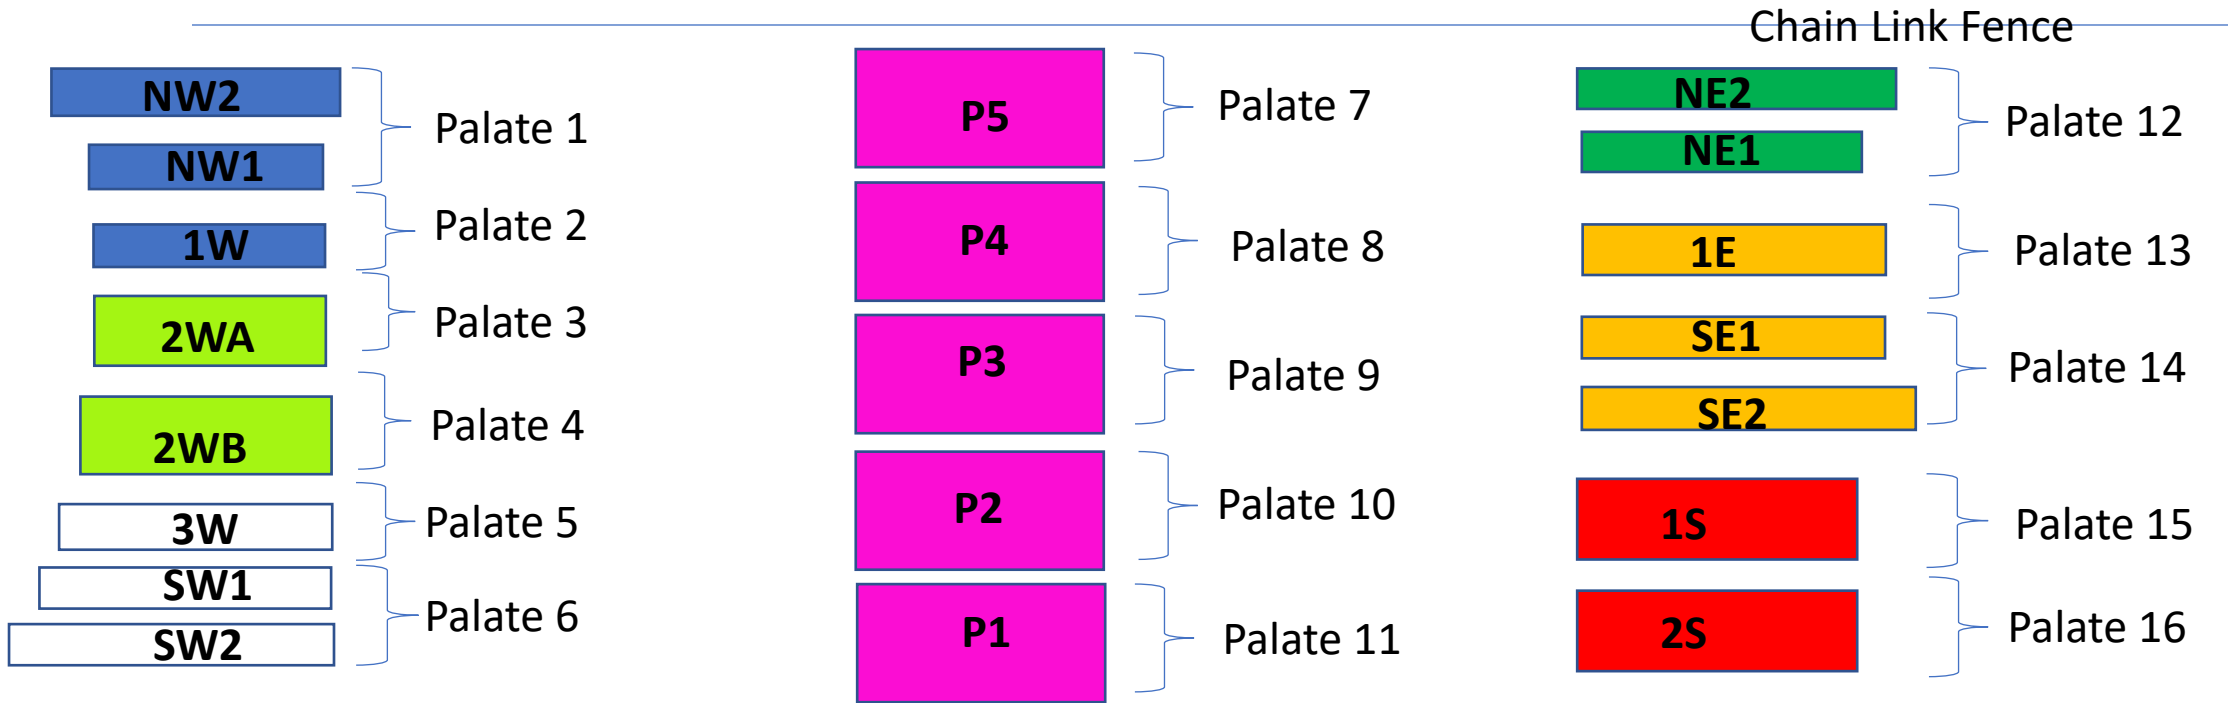 Chain Link Fence
NW2
NW1
Palate 1
1W
Palate 2
2WA
Palate 3
2WB
Palate 4
3W
Palate 5
SW1
SW2
Palate 6
P5
Palate 7
P4
Palate 8
P3
Palate 9
P2
Palate 10
P1
Palate 11
NE2
NE1
Palate 12
1E
Palate 13
SE1
SE2
Palate 14
1S
Palate 15
2S
Palate 16